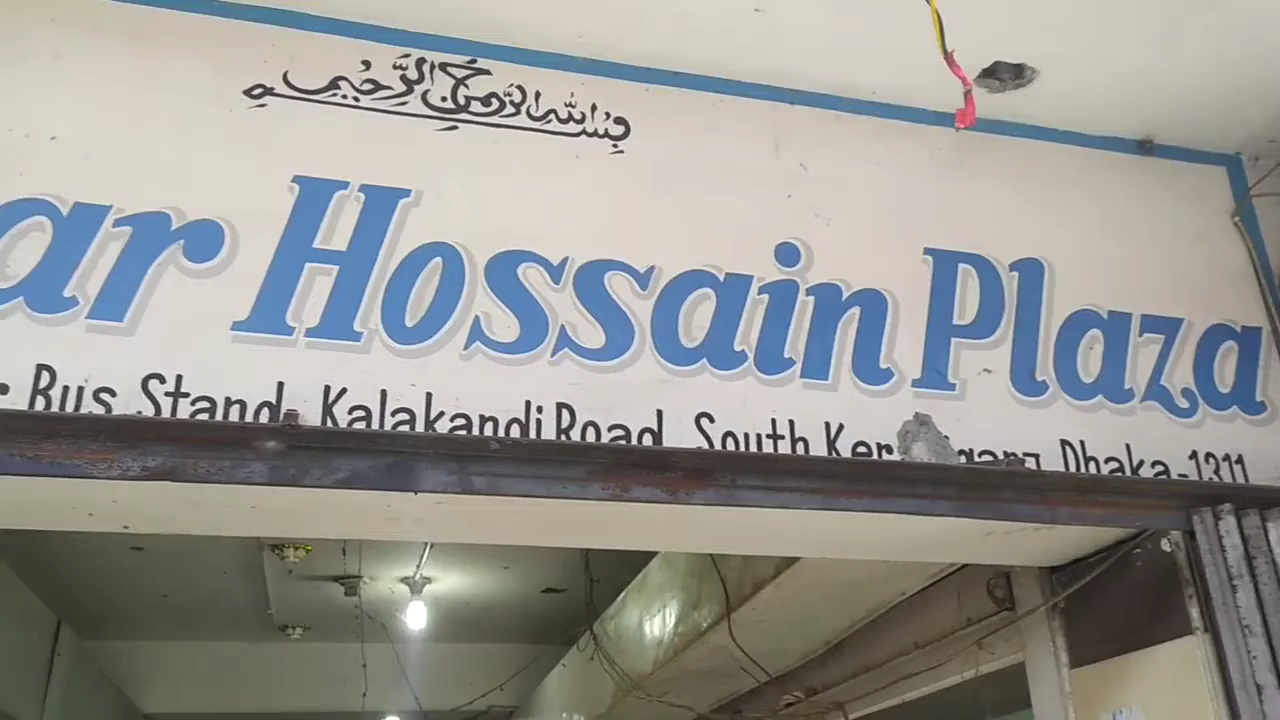 بسم الله الرحمن الرحيم
ar Hossain Plaza
Bus Stand, Kalakandi Road, South Ker Dhaka-1311